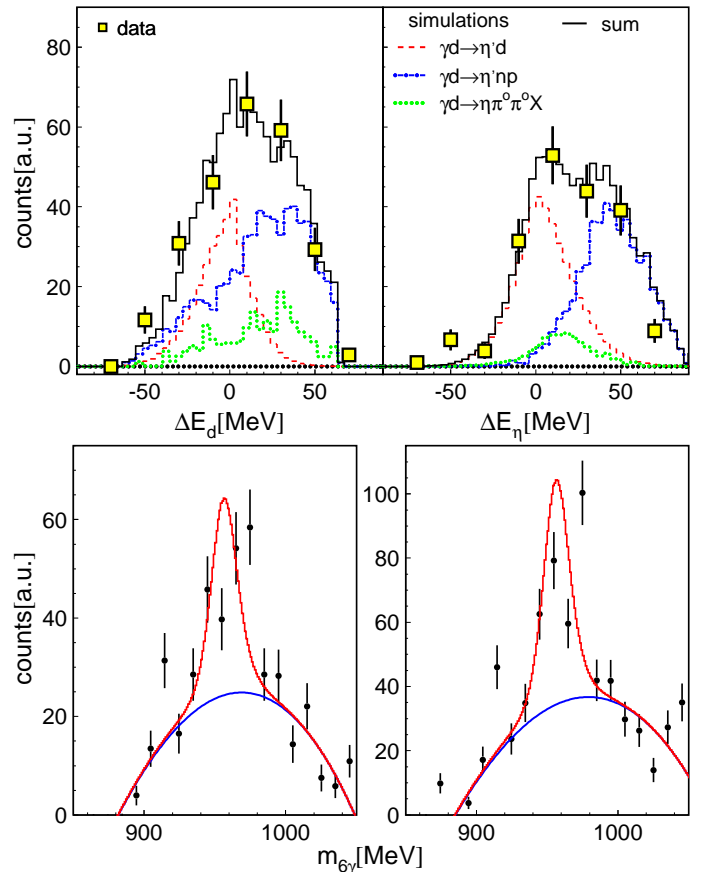 data
simulations
sum
γd→η'd
γd→η'np
γd→ηπ⁰π⁰X
counts[a.u.]
80
60
40
20
0
-50 0 50
-50 0 50
ΔE_d[MeV]
ΔE_η[MeV]
counts[a.u.]
60
40
20
0
100
80
60
40
20
0
900 1000
900 1000
m_6γ[MeV]